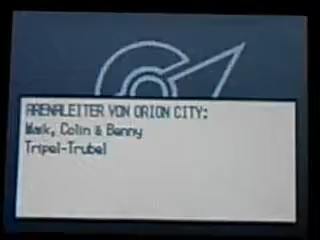 ARENALEITER VON ORION CITY:
Maik, Colin & Benny
Tripel-Trubel